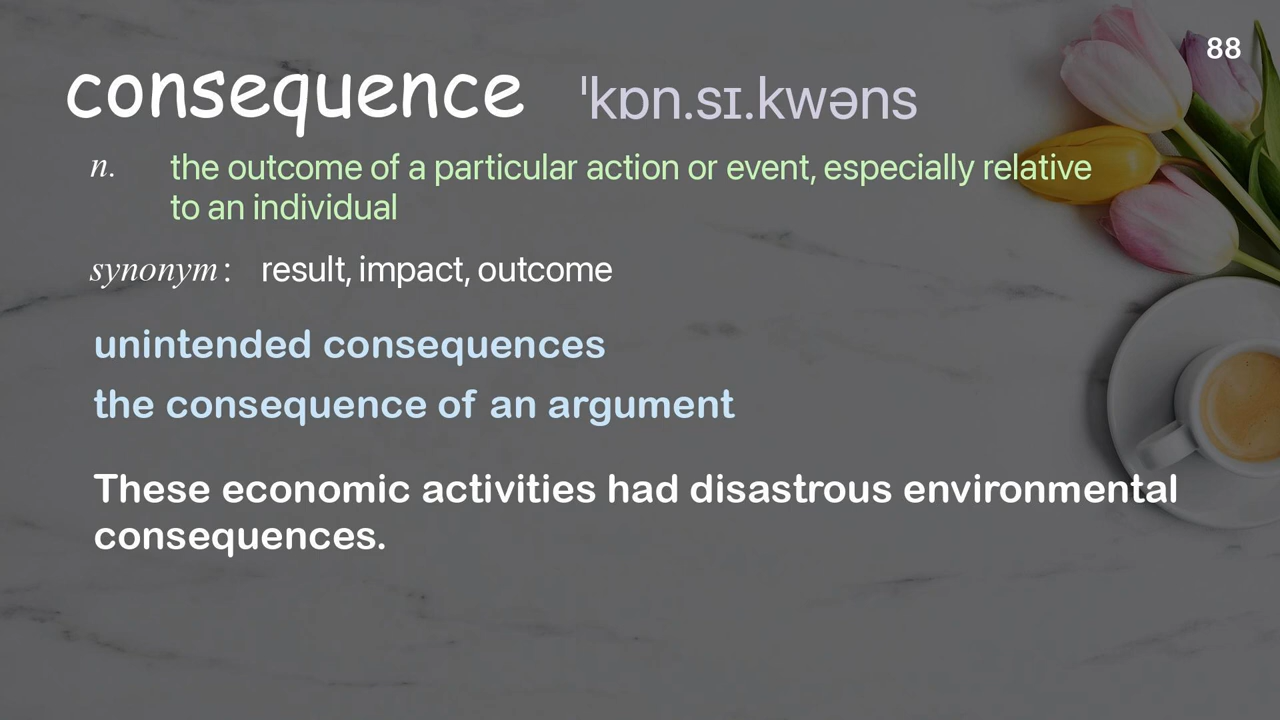 88
consequence ˈkɒn.sɪ.kwəns
n. the outcome of a particular action or event, especially relative
to an individual
synonym: result, impact, outcome
unintended consequences
the consequence of an argument
These economic activities had disastrous environmental
consequences.